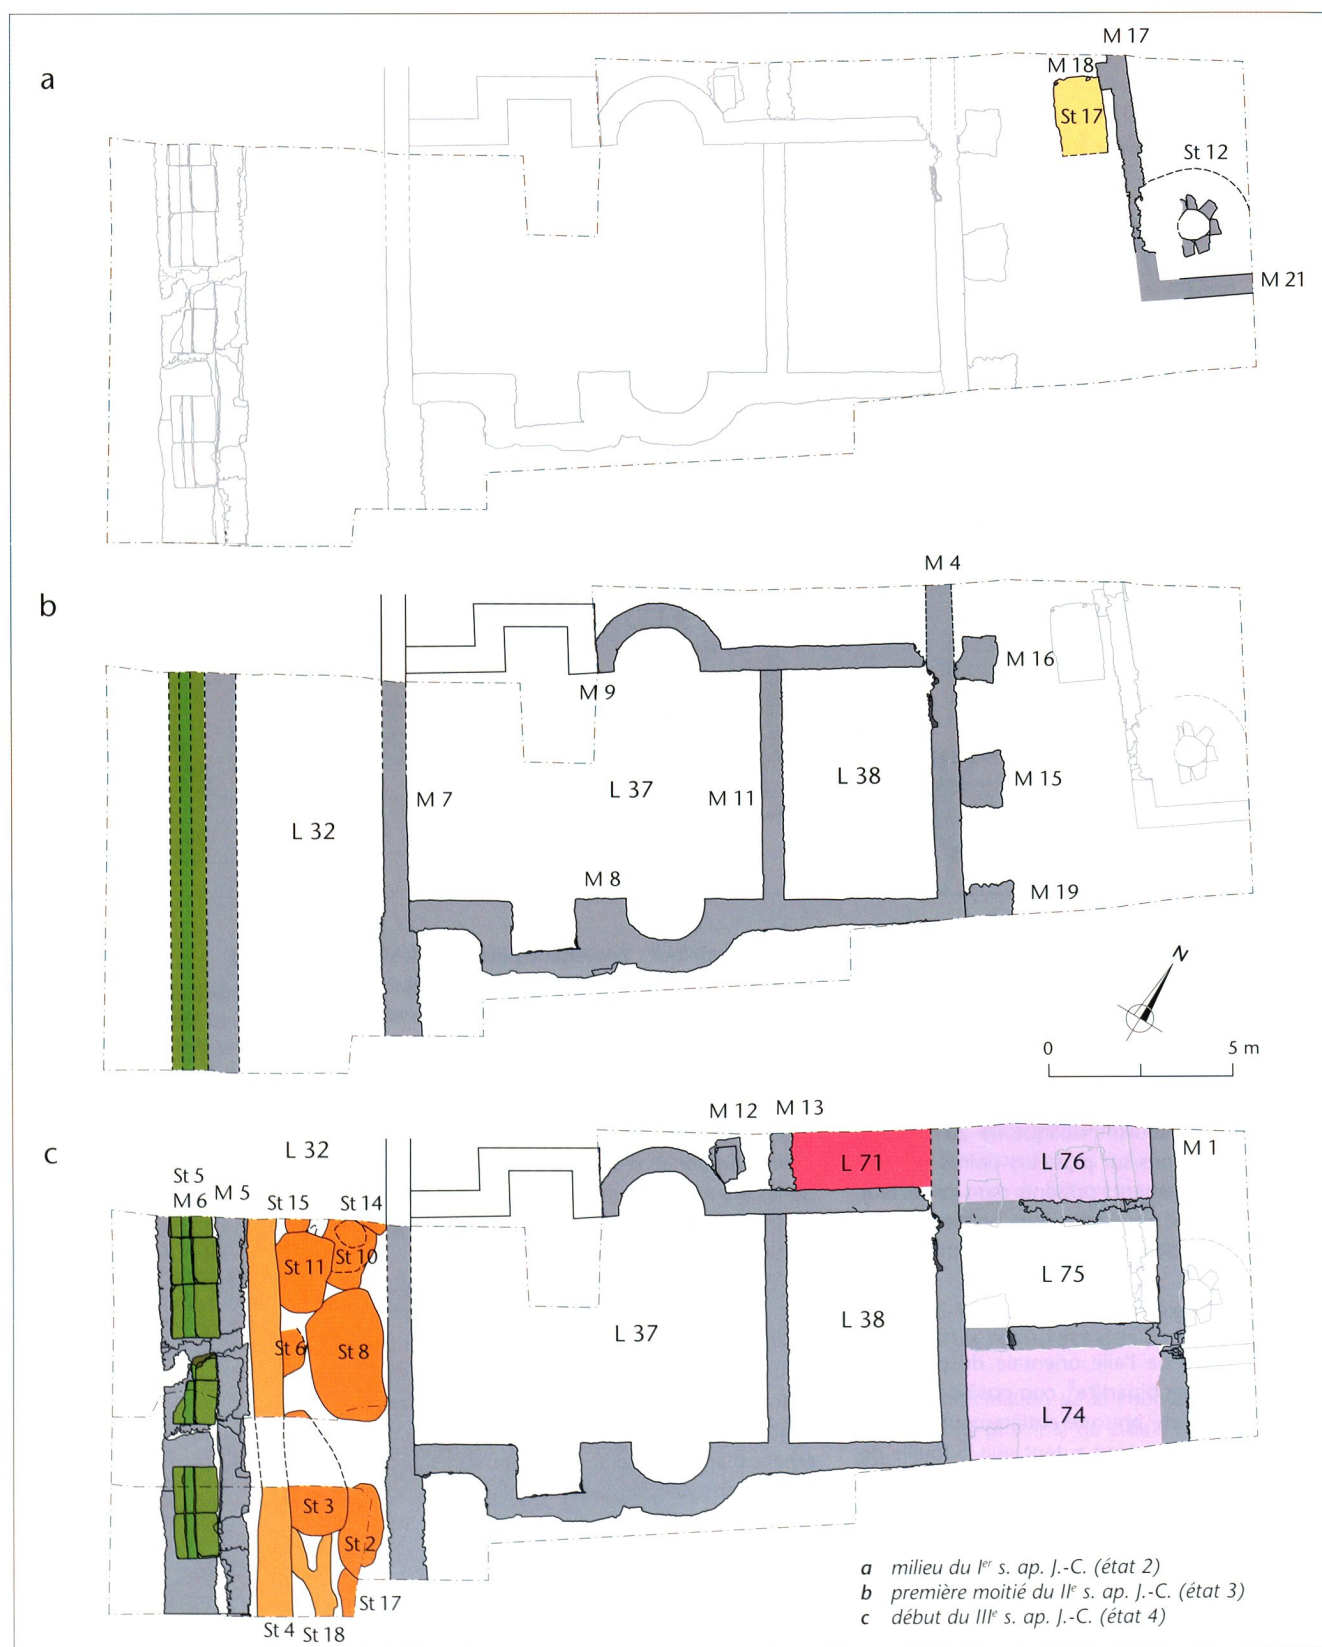 a
M 17
M 18
St 17
St 12
M 21
b
M 4
M 16
M 9
M 7
L 37
M 11
L 38
M 15
L 32
M 8
M 19
N
0 5 m
c
M 12 M 13
L 32
L 71
L 76
M 1
St 5
M 6 M 5 St 15 St 14
St 11
St 10
L 75
St 6
St 8
L 37
L 38
L 74
St 3
St 2
St 17
St 4 St 18
a milieu du Ier s. ap. J.-C. (état 2)
b première moitié du IIe s. ap. J.-C. (état 3)
c début du IIIe s. ap. J.-C. (état 4)